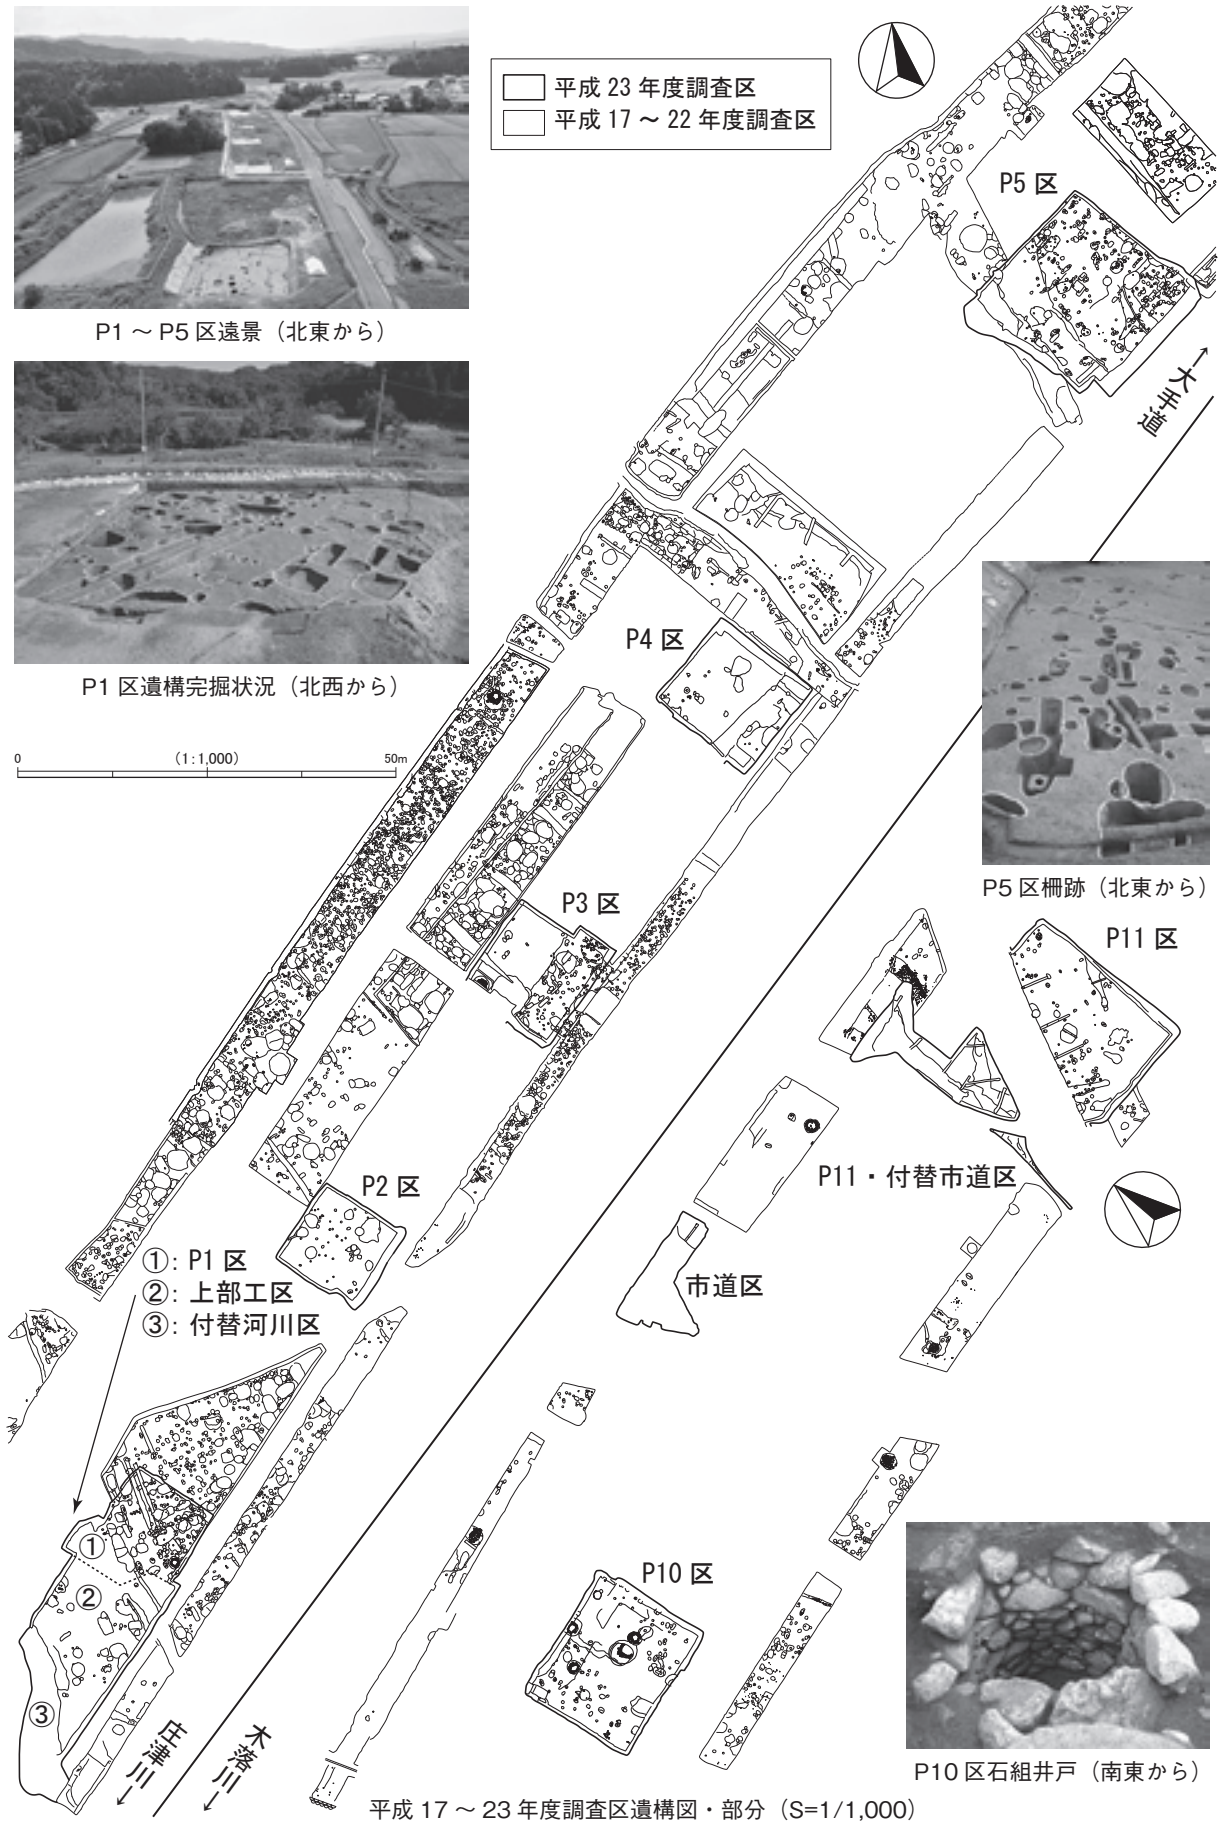 平成 23 年度調査区
平成 17 ～ 22 年度調査区
P1 ～ P5 区遠景（北東から）
P1 区遺構完掘状況（北西から）
0 (1:1,000) 50m
P5 区
→大手道
P4 区
P5 区柵跡（北東から）
P3 区
P11 区
P2 区
P11・付替市道区
①: P1 区
②: 上部工区
③: 付替河川区
市道区
P10 区
①
②
③
庄津川→
木落川→
P10 区石組井戸（南東から）
平成 17 ～ 23 年度調査区遺構図・部分（S=1/1,000）